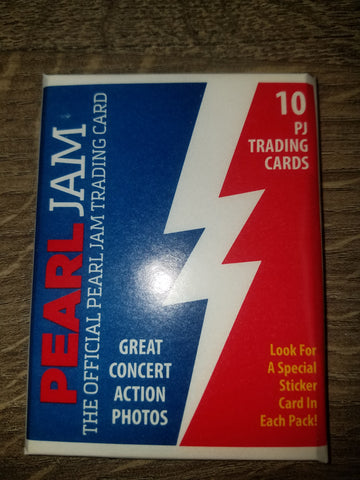 PEARL JAM
THE OFFICIAL PEARL JAM TRADING CARD
10
PJ
TRADING
CARDS
GREAT
CONCERT
ACTION
PHOTOS
Look For
A Special
Sticker
Card In
Each Pack!